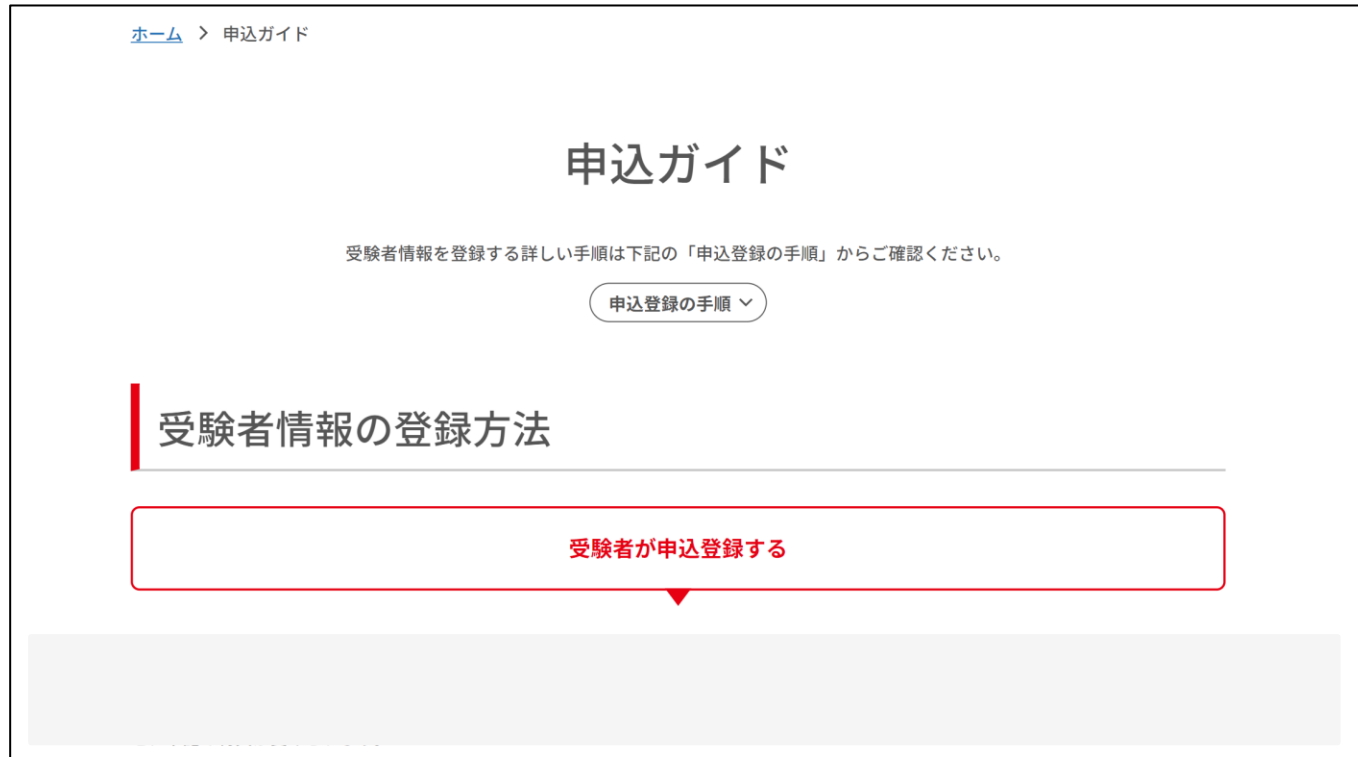 ホーム > 申込ガイド
申込ガイド
受験者情報を登録する詳しい手順は下記の「申込登録の手順」からご確認ください。
申込登録の手順
受験者情報の登録方法
受験者が申込登録する